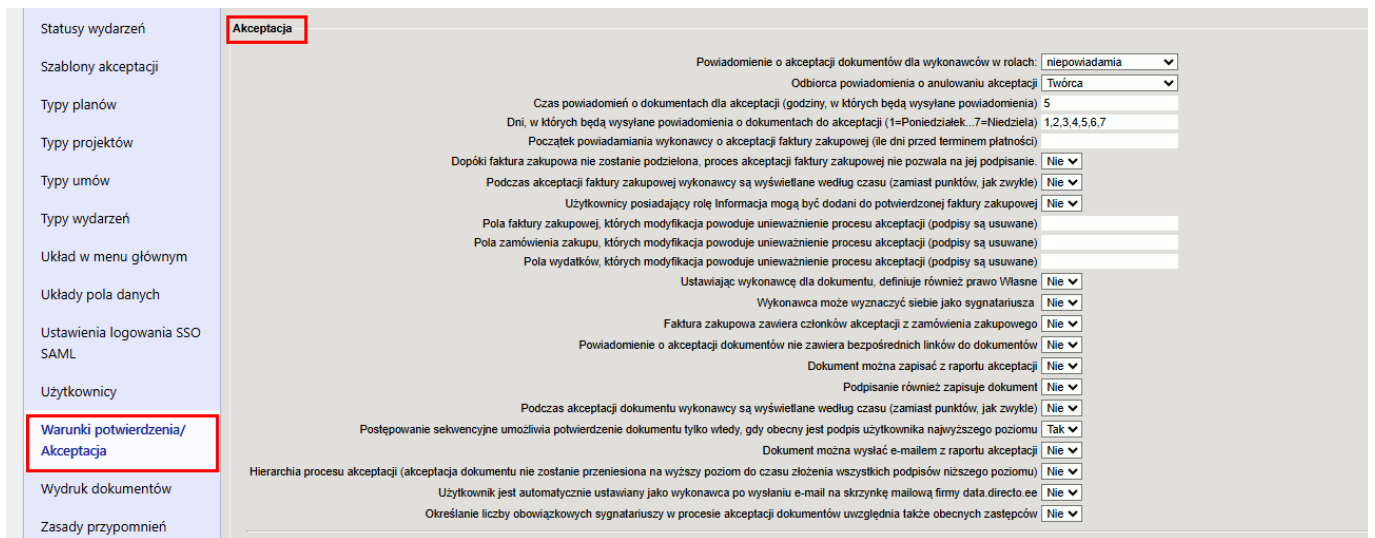 Statusy wydarzeń
Szablony akceptacji
Typy planów
Typy projektów
Typy umów
Typy wydarzeń
Układ w menu głównym
Układy pola danych
Ustawienia logowania SSO
SAML
Użytkownicy
Warunki potwierdzenia/
Akceptacja
Wydruk dokumentów
Zasady przypomnień
Akceptacja
Powiadomienie o akceptacji dokumentów dla wykonawców w rolach: niepowiadamia
Odbiorca powiadomienia o anulowaniu akceptacji Twórca
Czas powiadomień o dokumentach dla akceptacji (godziny, w których będą wysyłane powiadomienia) 5
Dni, w których będą wysyłane powiadomienia o dokumentach do akceptacji (1=Poniedziałek...7=Niedziela) 1,2,3,4,5,6,7
Początek powiadamiania wykonawcy o akceptacji faktury zakupowej (ile dni przed terminem płatności)
Dopóki faktura zakupowa nie zostanie podzielona, proces akceptacji faktury zakupowej nie pozwala na jej podpisanie. Nie
Podczas akceptacji faktury zakupowej wykonawcy są wyświetlane według czasu (zamiast punktów, jak zwykle) Nie
Użytkownicy posiadający rolę Informacja mogą być dodani do potwierdzonej faktury zakupowej Nie
Pola faktury zakupowej, których modyfikacja powoduje unieważnienie procesu akceptacji (podpisy są usuwane)
Pola zamówienia zakupu, których modyfikacja powoduje unieważnienie procesu akceptacji (podpisy są usuwane)
Pola wydatków, których modyfikacja powoduje unieważnienie procesu akceptacji (podpisy są usuwane)
Ustawiając wykonawcę dla dokumentu, definiuje również prawo Własne Nie
Wykonawca może wyznaczyć siebie jako sygnatariusza Nie
Faktura zakupowa zawiera członków akceptacji z zamówienia zakupowego Nie
Powiadomienie o akceptacji dokumentów nie zawiera bezpośrednich linków do dokumentów Nie
Dokument można zapisać z raportu akceptacji Nie
Podpisanie również zapisuje dokument Nie
Podczas akceptacji dokumentu wykonawcy są wyświetlane według czasu (zamiast punktów, jak zwykle) Nie
Postępowanie sekwencyjne umożliwia potwierdzenie dokumentu tylko wtedy, gdy obecny jest podpis użytkownika najwyższego poziomu Tak
Dokument można wysłać e-mailem z raportu akceptacji Nie
Hierarchia procesu akceptacji (akceptacja dokumentu nie zostanie przeniesiona na wyższy poziom do czasu złożenia wszystkich podpisów niższego poziomu) Nie
Użytkownik jest automatycznie ustawiany jako wykonawca po wysłaniu e-mail na skrzynkę mailową firmy data.directo.ee Nie
Określanie liczby obowiązkowych sygnatariuszy w procesie akceptacji dokumentów uwzględnia także obecnych zastępców Nie